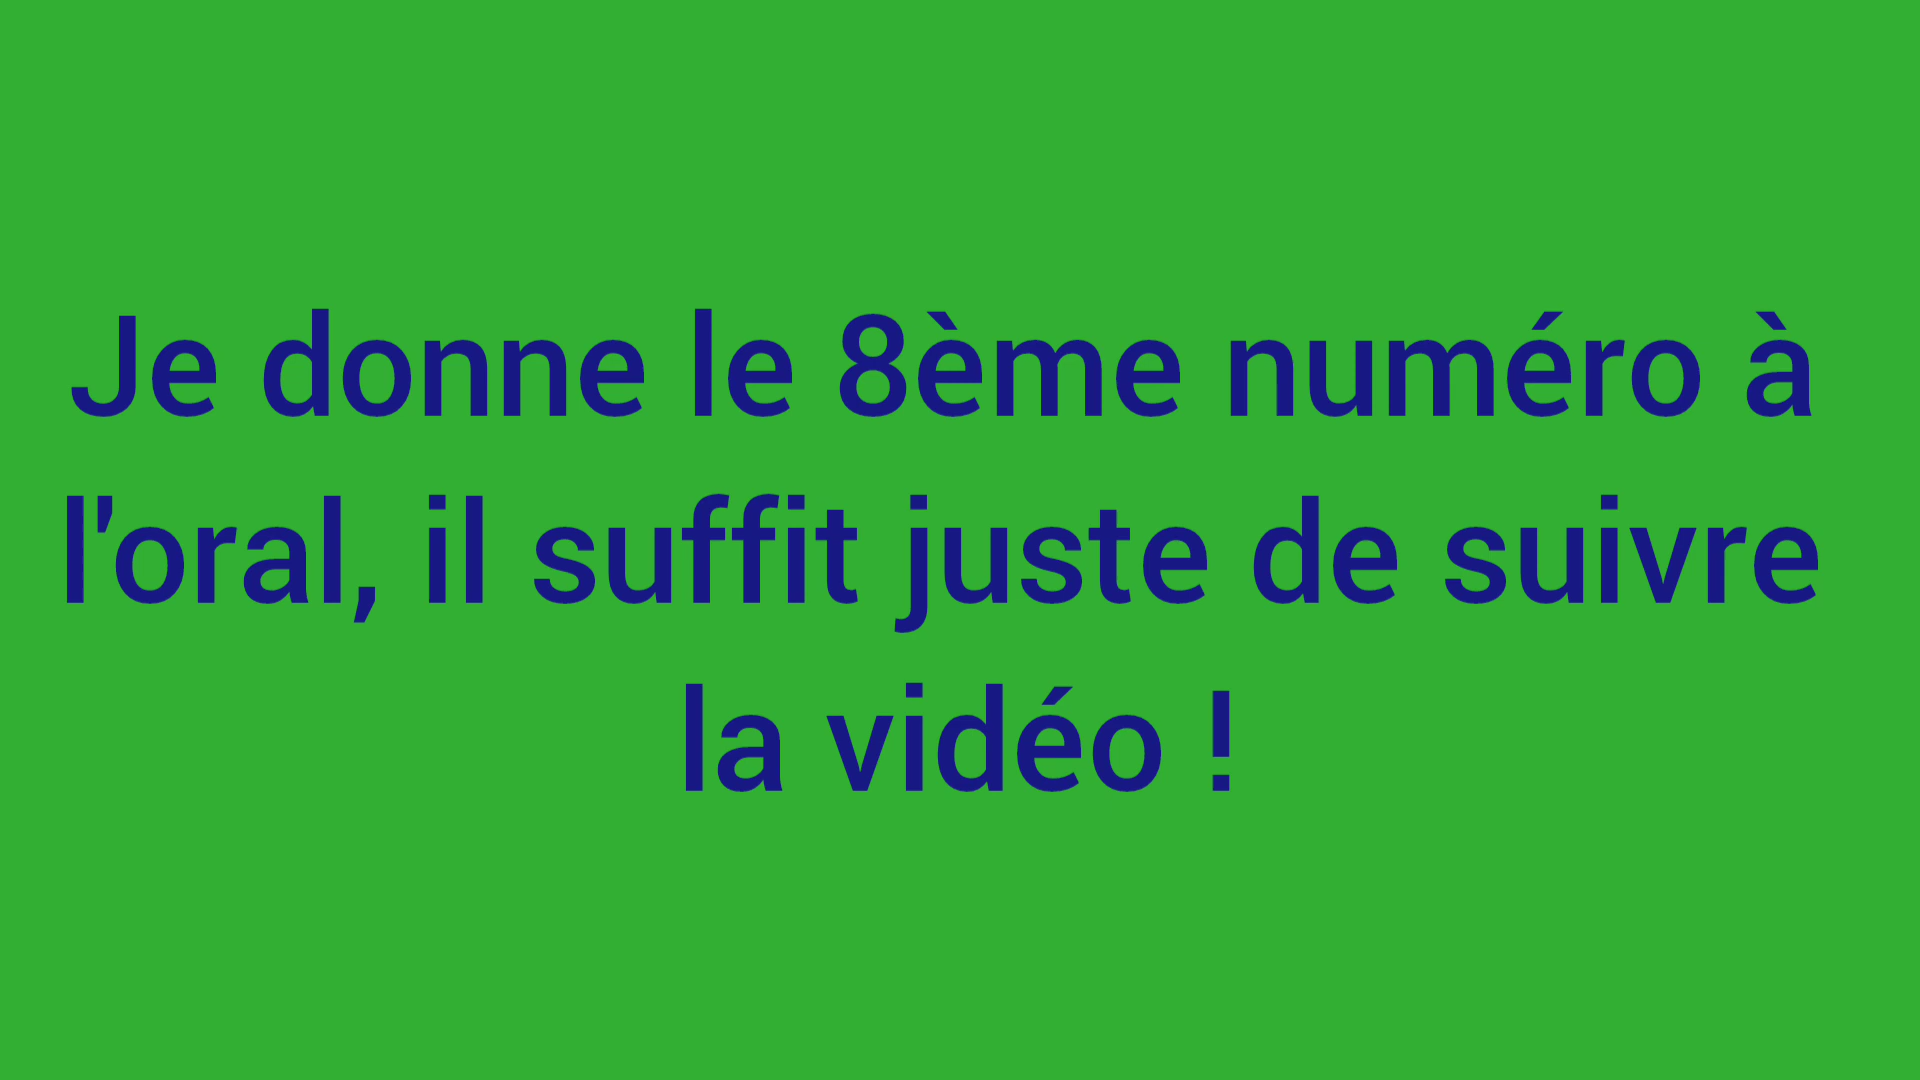 Je donne le 8ème numéro à
l'oral, il suffit juste de suivre
la vidéo !